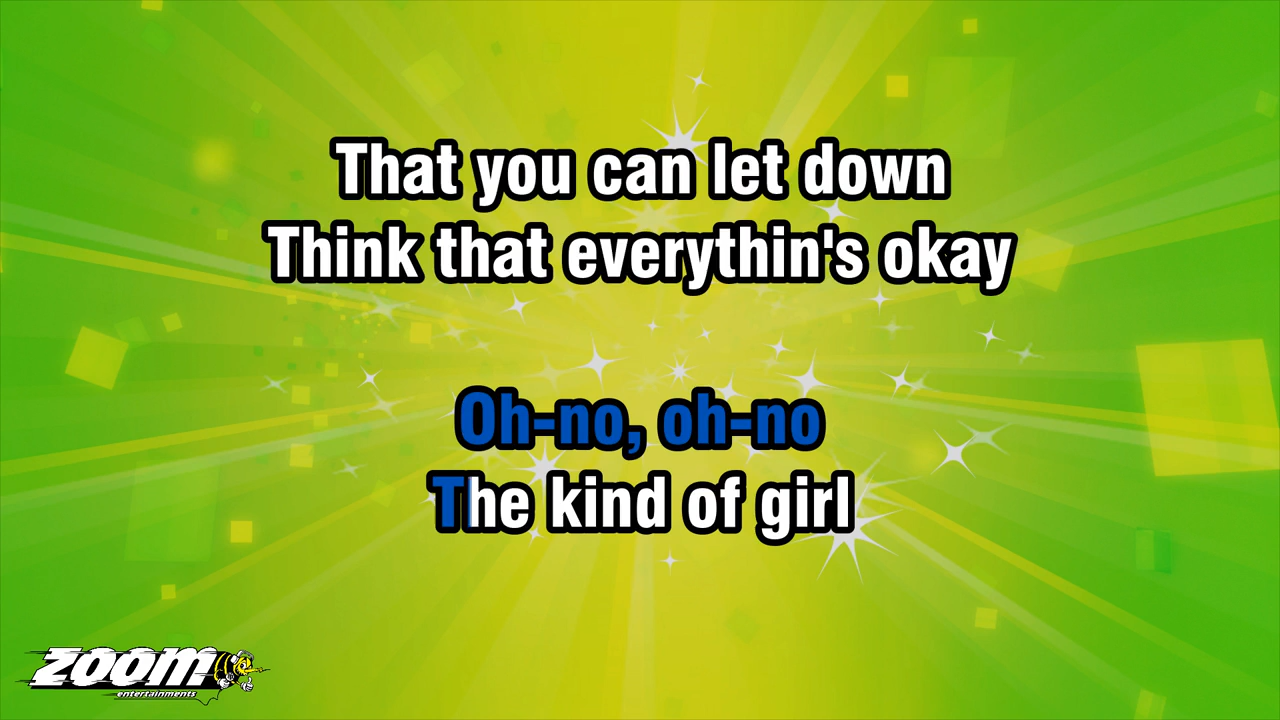 That you can let down
Think that everythin's okay
Oh-no, oh-no
The kind of girl
zoom
entertainments